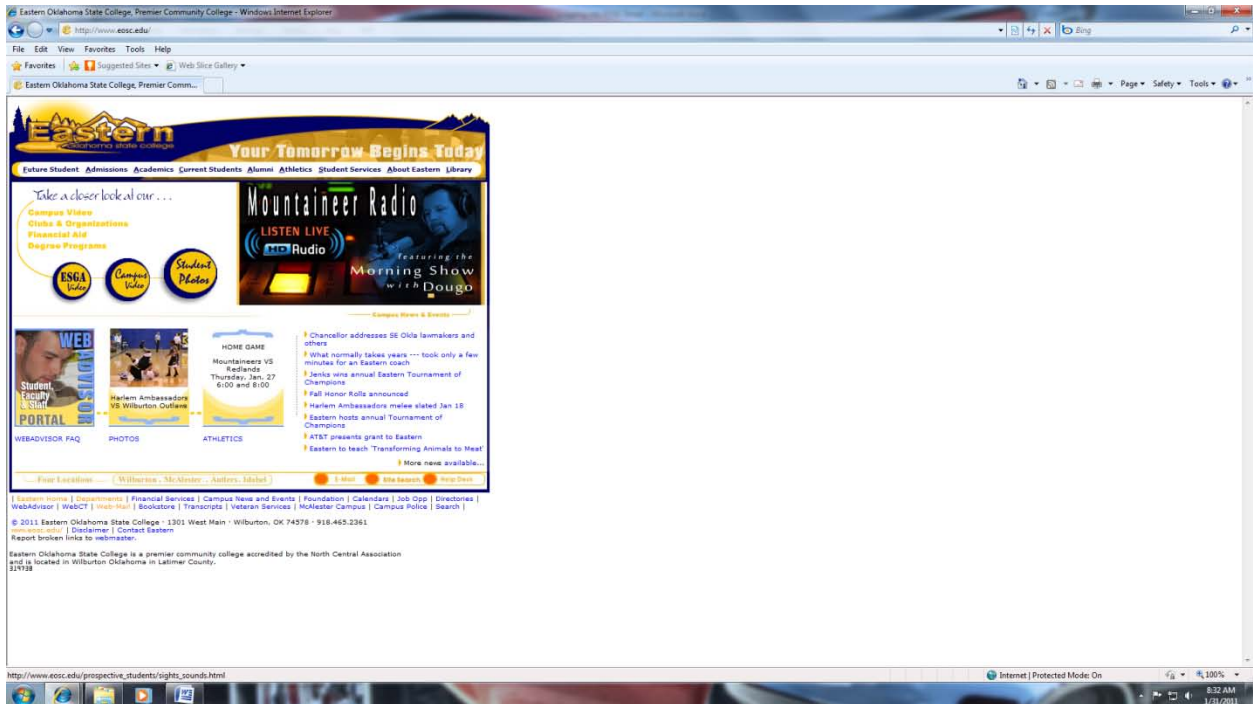 Eastern Oklahoma State College, Premier Community College - Windows Internet Explorer
http://www.eosc.edu/
Bing
File Edit View Favorites Tools Help
Favorites Suggested Sites Web Slice Gallery
Eastern Oklahoma State College, Premier Comm...
Page Safety Tools
Eastern
oklahoma state college
Your Tomorrow Begins Today
Future Student Admissions Academics Current Students Alumni Athletics Student Services About Eastern Library
Take a closer look at our . . .
Campus Video
Clubs & Organizations
Financial Aid
Degree Programs
ESGA
Video
Campus
Video
Student
Photos
Mountaineer Radio
LISTEN LIVE
HD Audio
Featuring the
Morning Show
with Dougo
Campus News & Events
WEB
ADVISOR
Student,
Faculty
& Staff
PORTAL
WEBADVISOR FAQ
Harlem Ambassadors
VS Wilburton Outlaws
PHOTOS
HOME GAME
Mountaineers VS
Redlands
Thursday, Jan. 27
6:00 and 8:00
ATHLETICS
Chancellor addresses SE Okla lawmakers and
others
What normally takes years --- took only a few
minutes for an Eastern coach
Jenks wins annual Eastern Tournament of
Champions
Fall Honor Rolls announced
Harlem Ambassadors melee slated Jan 18
Eastern hosts annual Tournament of
Champions
AT&T presents grant to Eastern
Eastern to teach 'Transforming Animals to Meat'
More news available...
Four Locations
Wilburton . McAlester . Antlers. Idabel
E-Mail Site Search Help Desk
| Eastern Home | Departments | Financial Services | Campus News and Events | Foundation | Calendars | Job Opp | Directories |
WebAdvisor | WebCT | Web-Mail | Bookstore | Transcripts | Veteran Services | McAlester Campus | Campus Police | Search |
© 2011 Eastern Oklahoma State College · 1301 West Main · Wilburton, OK 74578 · 918.465.2361
www.eosc.edu/ | Disclaimer | Contact Eastern
Report broken links to webmaster.
Eastern Oklahoma State College is a premier community college accredited by the North Central Association
and is located in Wilburton Oklahoma in Latimer County.
319738
http://www.eosc.edu/prospective_students/sights_sounds.html
Internet | Protected Mode: On
100%
8:32 AM
1/31/2011